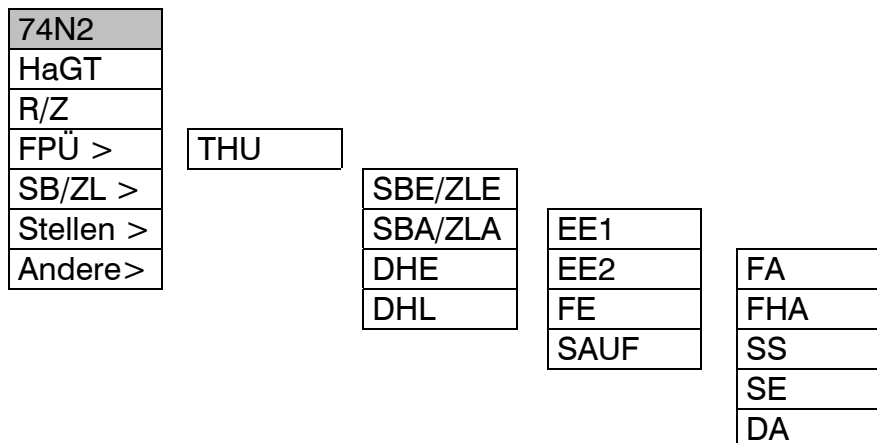 74N2
HaGT
R/Z
FPÜ >
THU
SB/ZL >
SBE/ZLE
Stellen >
SBA/ZLA
EE1
Andere>
DHE
EE2
FA
DHL
FE
FHA
SAUF
SS
SE
DA